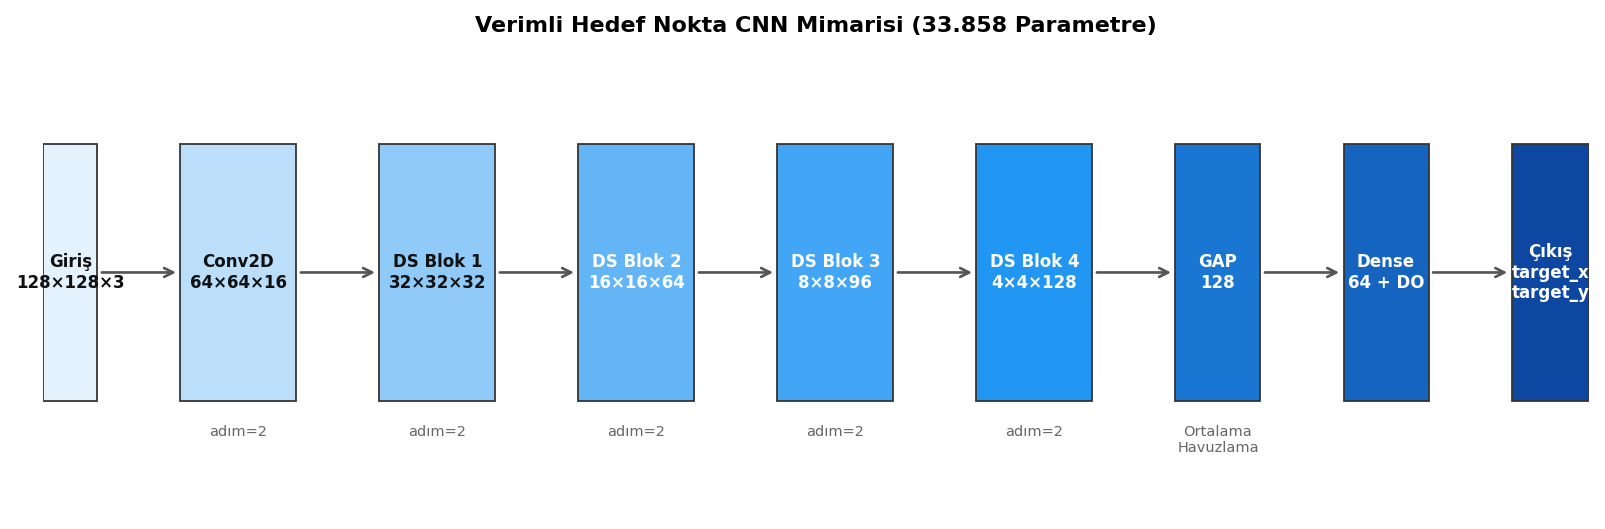 Verimli Hedef Nokta CNN Mimarisi (33.858 Parametre)
Giriş
128×128×3
Conv2D
64×64×16
adım=2
DS Blok 1
32×32×32
adım=2
DS Blok 2
16×16×64
adım=2
DS Blok 3
8×8×96
adım=2
DS Blok 4
4×4×128
adım=2
GAP
128
Ortalama
Havuzlama
Dense
64 + DO
Çıkış
target_x
target_y